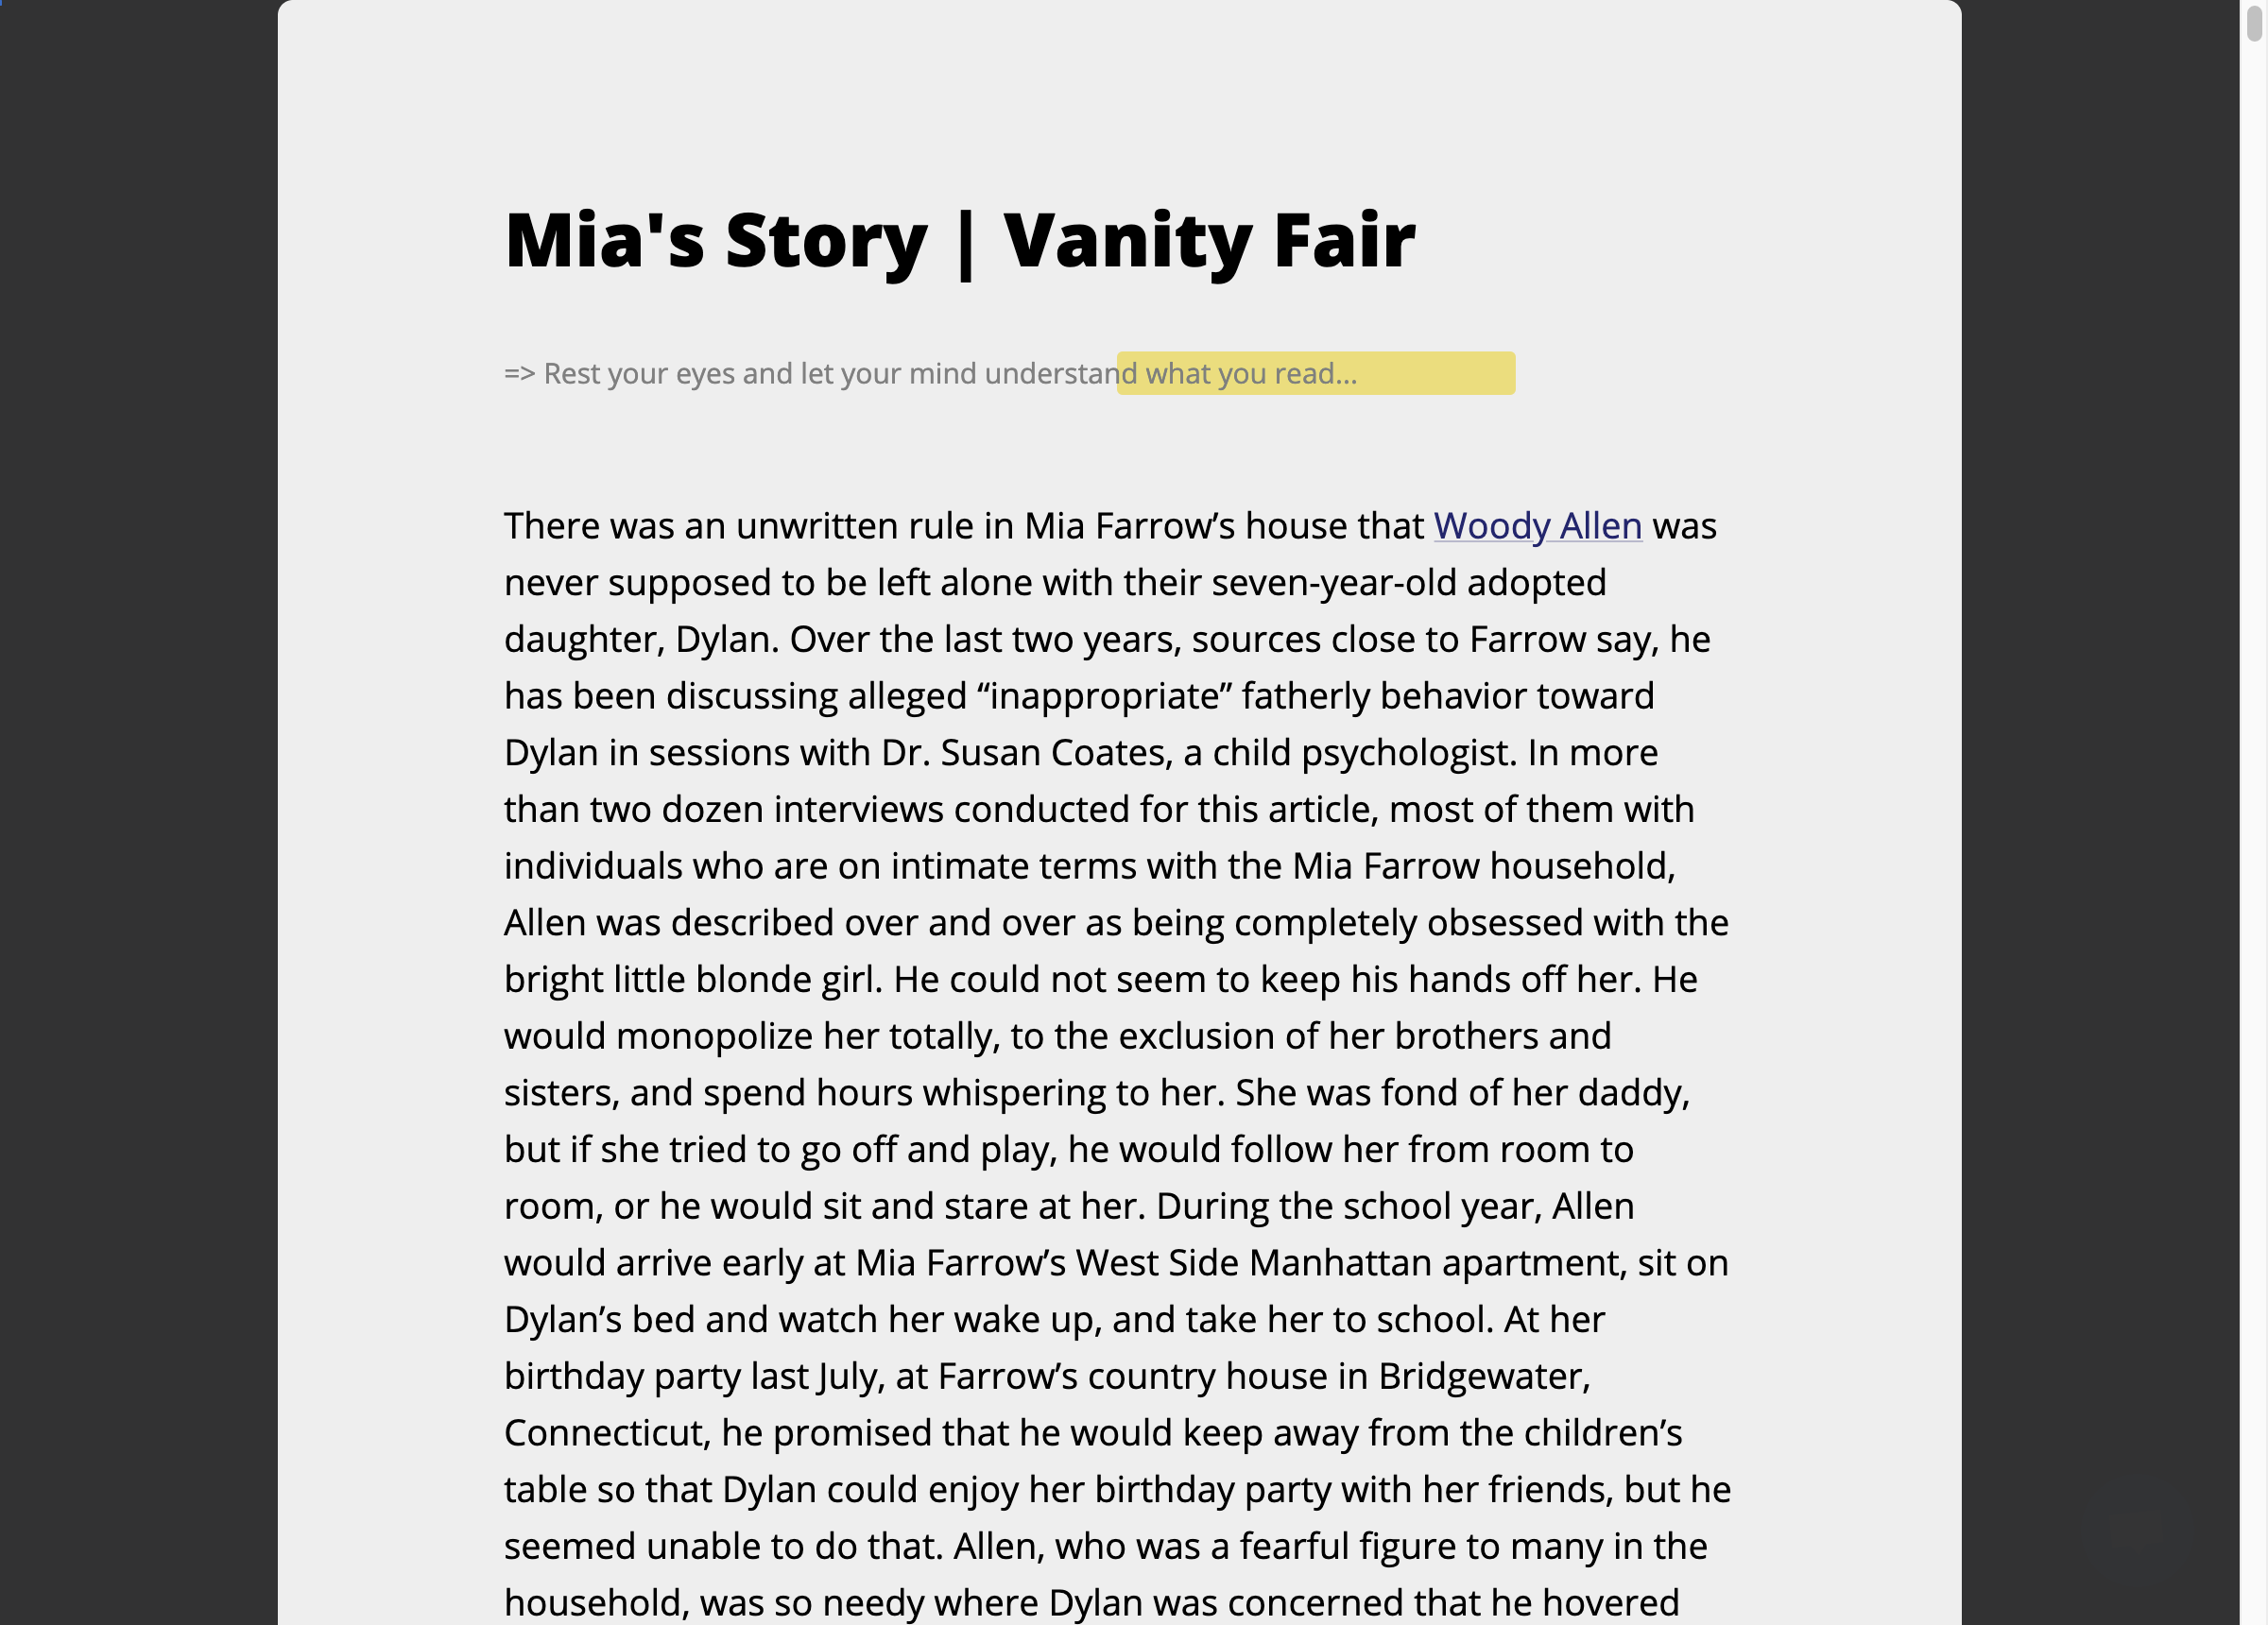 Mia's Story | Vanity Fair
=> Rest your eyes and let your mind understand what you read...
There was an unwritten rule in Mia Farrow’s house that Woody Allen was
never supposed to be left alone with their seven-year-old adopted
daughter, Dylan. Over the last two years, sources close to Farrow say, he
has been discussing alleged “inappropriate” fatherly behavior toward
Dylan in sessions with Dr. Susan Coates, a child psychologist. In more
than two dozen interviews conducted for this article, most of them with
individuals who are on intimate terms with the Mia Farrow household,
Allen was described over and over as being completely obsessed with the
bright little blonde girl. He could not seem to keep his hands off her. He
would monopolize her totally, to the exclusion of her brothers and
sisters, and spend hours whispering to her. She was fond of her daddy,
but if she tried to go off and play, he would follow her from room to
room, or he would sit and stare at her. During the school year, Allen
would arrive early at Mia Farrow’s West Side Manhattan apartment, sit on
Dylan’s bed and watch her wake up, and take her to school. At her
birthday party last July, at Farrow’s country house in Bridgewater,
Connecticut, he promised that he would keep away from the children’s
table so that Dylan could enjoy her birthday party with her friends, but he
seemed unable to do that. Allen, who was a fearful figure to many in the
household, was so needy where Dylan was concerned that he hovered